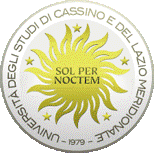 UNIVERSITÀ DEGLI STUDI DI CASSINO E DEL LAZIO MERIDIONALE
SOL PER
NOCTEM
- 1979 -